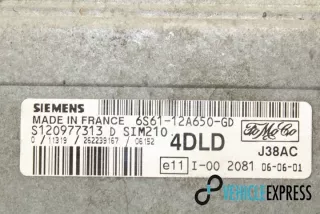 SIEMENS
MADE IN FRANCE 6S61-12A650-GD
S120977313 D SIM210
0 / 11319 / 262239167 / 06152
4DLD
FoMoCo
J38AC
e11 I-00 2081 06-06-01
VEHICLE EXPRESS